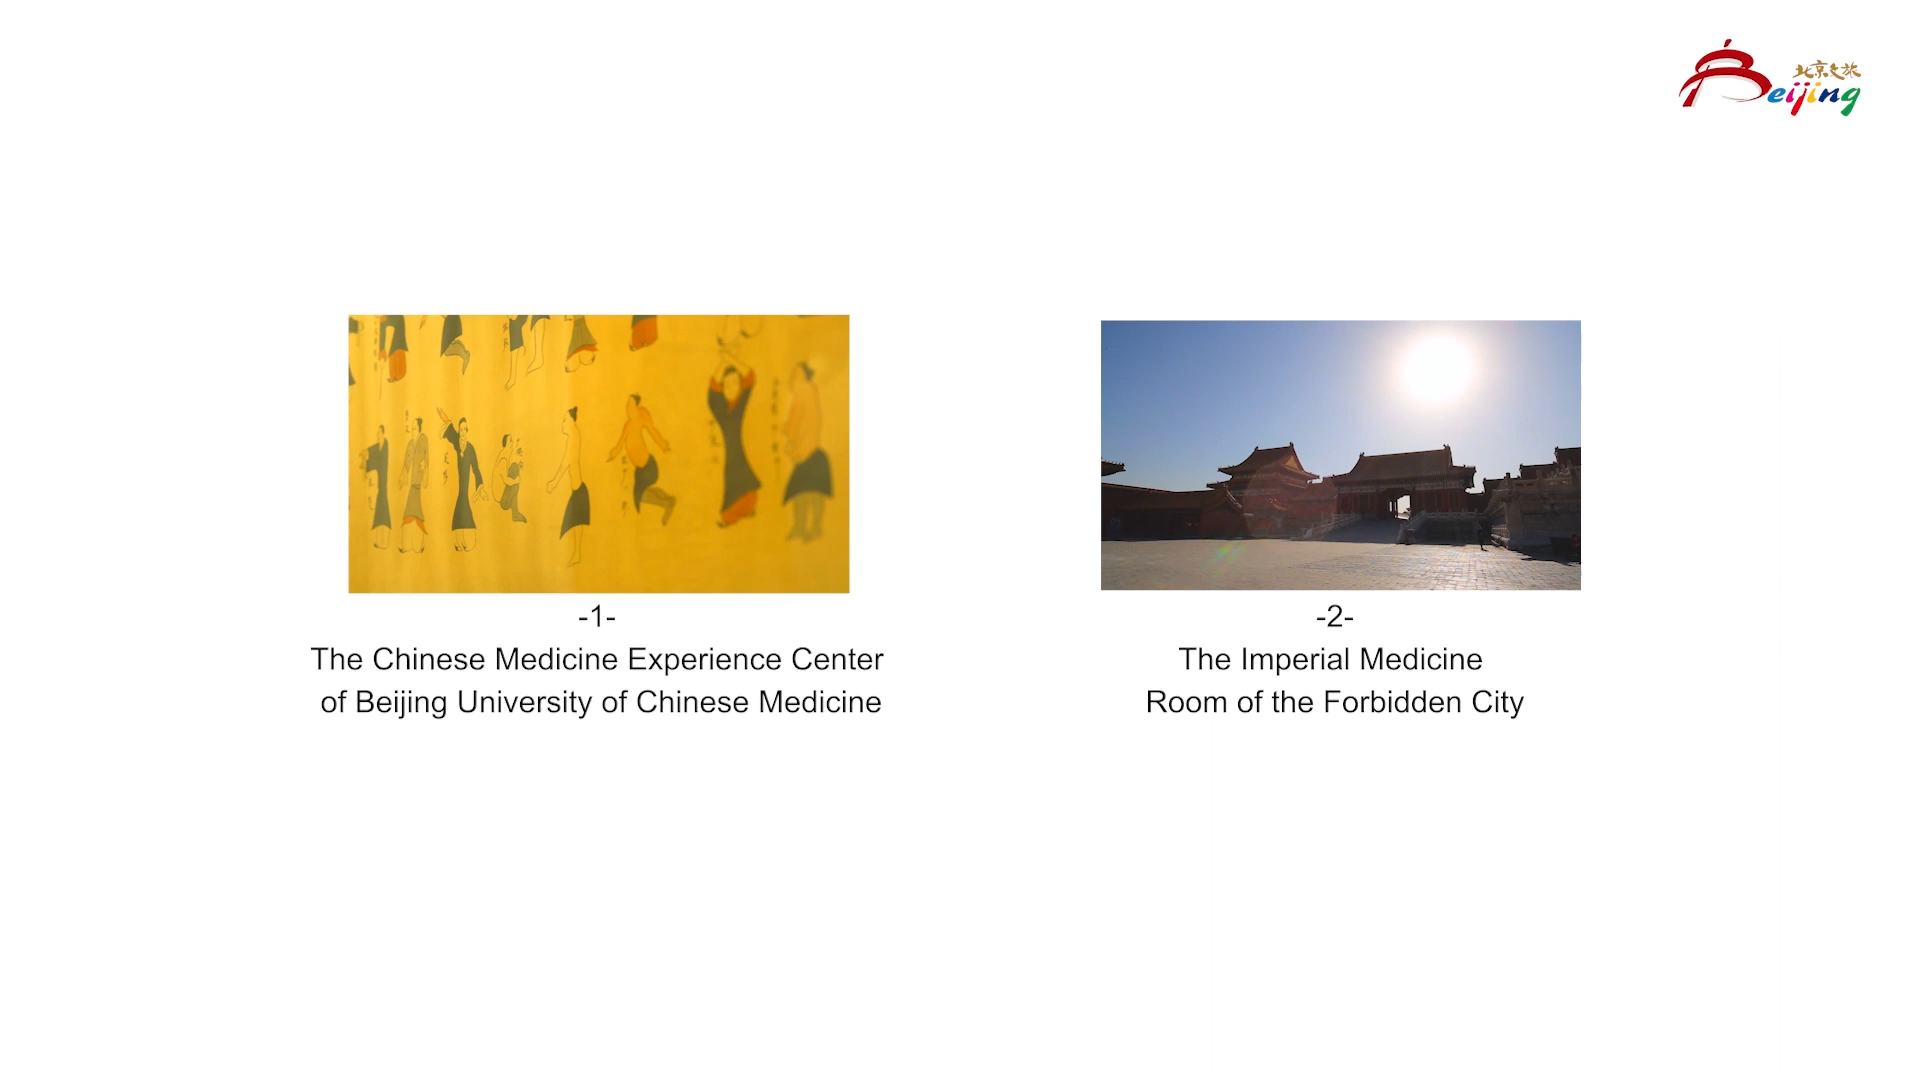 北京文旅
Beijing
-1-
The Chinese Medicine Experience Center
of Beijing University of Chinese Medicine
-2-
The Imperial Medicine
Room of the Forbidden City